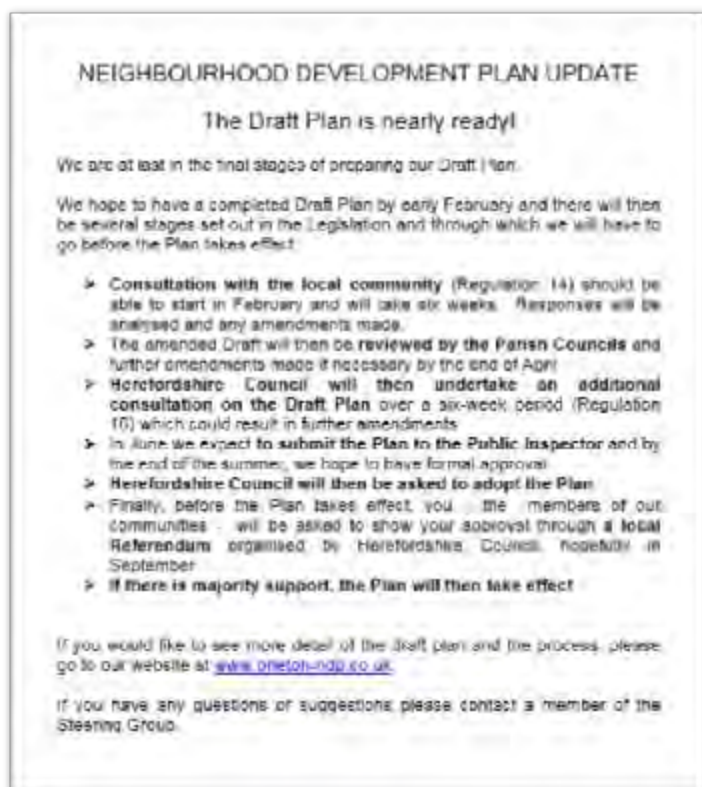 NEIGHBOURHOOD DEVELOPMENT PLAN UPDATE
The Draft Plan is nearly ready!
We are at last in the final stages of preparing our Draft Plan.
We hope to have a completed Draft Plan by early February and there will then
be several stages set out in the Legislation and through which we will have to
go before the Plan takes effect
➢ Consultation with the local community (Regulation 14) should be
able to start in February and will take six weeks. Responses will be
analysed and any amendments made.
➢ The amended Draft will then be reviewed by the Parish Councils and
further amendments made if necessary by the end of April
➢ Herefordshire Council will then undertake an additional
consultation on the Draft Plan over a six-week period (Regulation
16) which could result in further amendments
➢ In June we expect to submit the Plan to the Public Inspector and by
the end of the summer, we hope to have formal approval
➢ Herefordshire Council will then be asked to adopt the Plan
➢ Finally, before the Plan takes effect, you - the members of our
communities - will be asked to show your approval through a local
Referendum organised by Herefordshire Council, hopefully in
September
➢ If there is majority support, the Plan will then take effect
If you would like to see more detail of the draft plan and the process, please
go to our website at
If you have any questions or suggestions please contact a member of the
Steering Group.